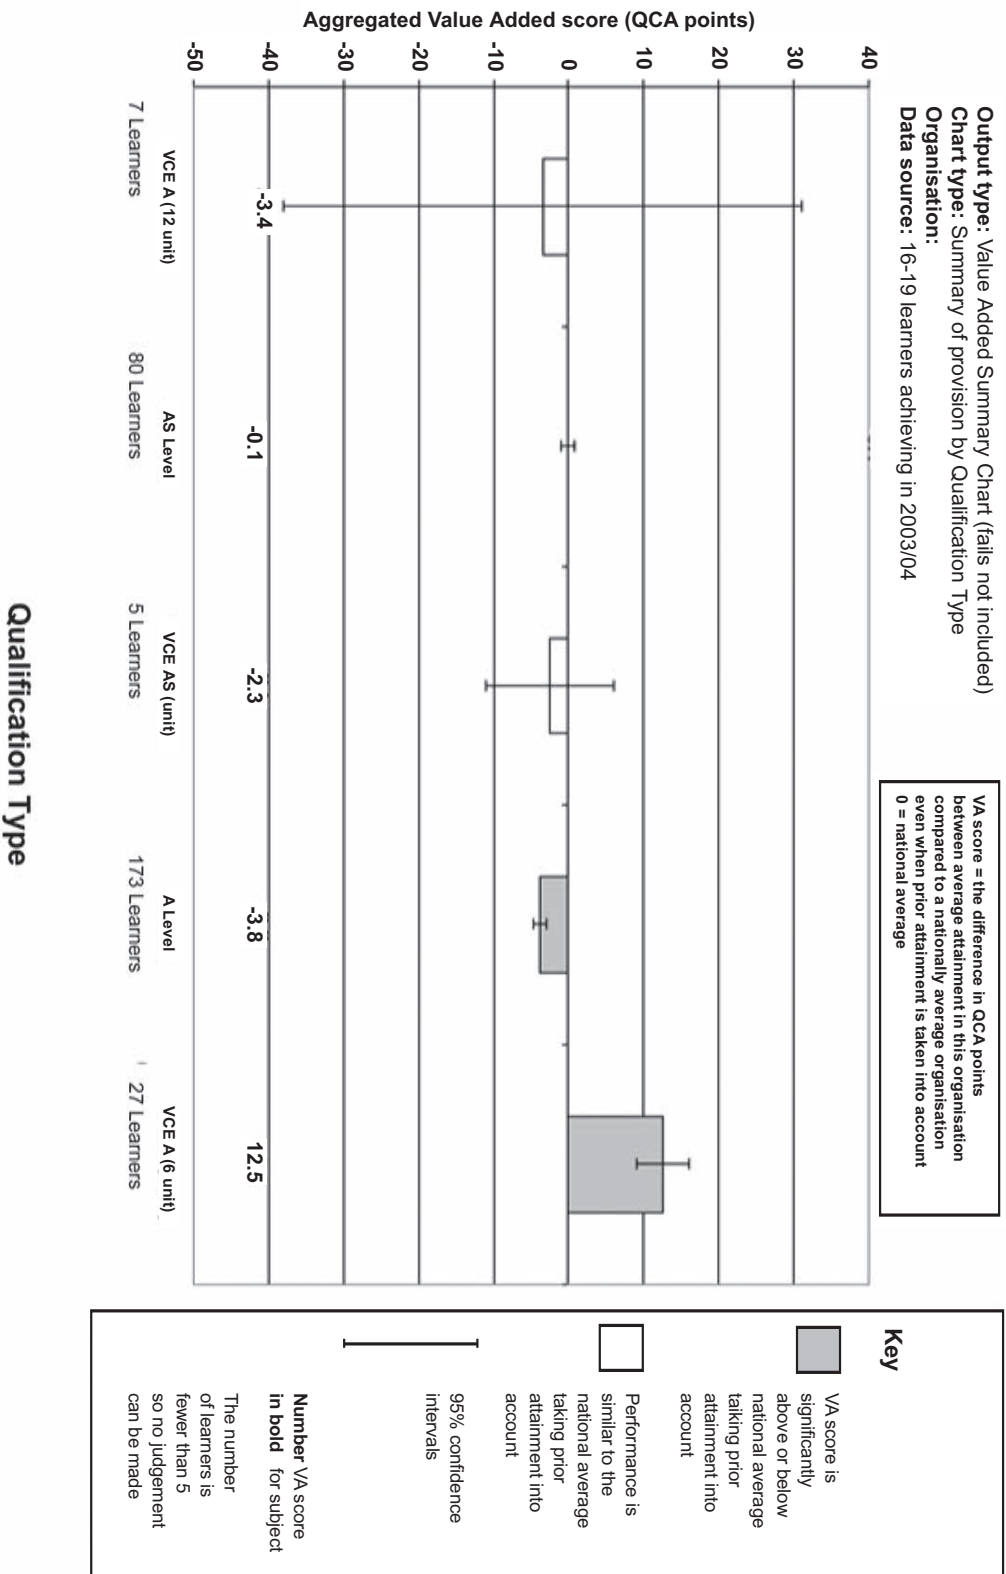 Output type: Value Added Summary Chart (fails not included)
Chart type: Summary of provision by Qualification Type
Organisation:
Data source: 16-19 learners achieving in 2003/04
VA score = the difference in QCA points
between average attainment in this organisation
compared to a nationally average organisation
even when prior attainment is taken into account
0 = national average
Aggregated Value Added score (QCA points)
40
30
20
10
0
-10
-20
-30
-40
-50
-3.4
-0.1
-2.3
-3.8
12.5
VCE A (12 unit)
AS Level
VCE AS (unit)
A Level
VCE A (6 unit)
7 Learners
80 Learners
5 Learners
173 Learners
27 Learners
Qualification Type
Key
VA score is
significantly
above or below
national average
taiking prior
attainment into
account
Performance is
similar to the
national average
taking prior
attainment into
account
95% confidence
intervals
Number VA score
in bold for subject
The number
of learners is
fewer than 5
so no judgement
can be made